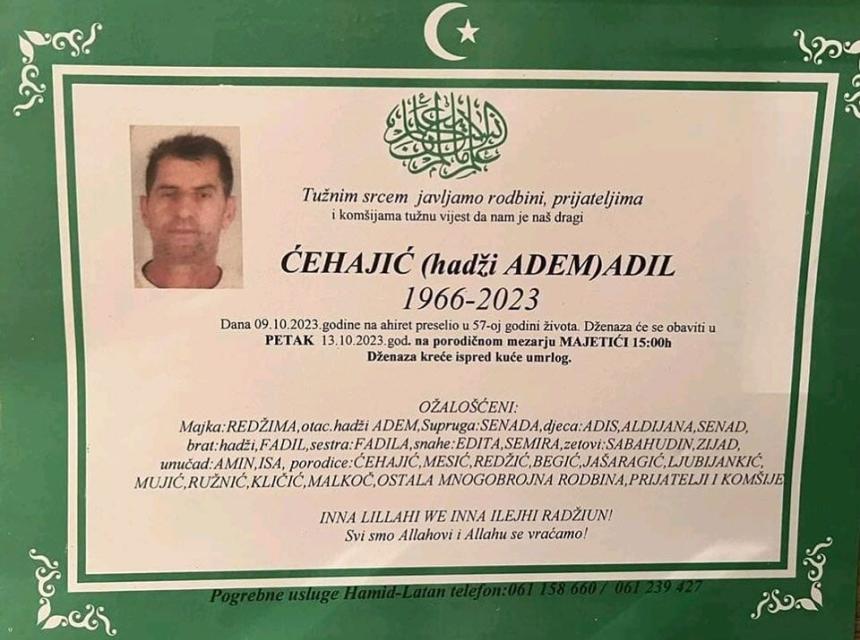 Tužnim srcem javljamo rodbini, prijateljima
i komšijama tužnu vijest da nam je naš dragi
ĆEHAJIĆ (hadži ADEM)ADIL
1966-2023
Dana 09.10.2023.godine na ahiret preselio u 57-oj godini života. Dženaza će se obaviti u
PETAK 13.10.2023.god. na porodičnom mezarju MAJETIĆI 15:00h
Dženaza kreće ispred kuće umrlog.
OŽALOŠĆENI:
Majka:REDŽIMA,otac.hadži ADEM,Supruga:SENADA,djeca:ADIS,ALDIJANA,SENAD,
brat:hadži,FADIL,sestra:FADILA,snahe:EDITA,SEMIRA,zetovi:SABAHUDIN,ZIJAD,
unučad:AMIN,ISA, porodice:ĆEHAJIĆ,MESIĆ,REDŽIĆ,BEGIĆ,JAŠARAGIĆ,LJUBIJANKIĆ,
MUJIĆ,RUŽNIĆ,KLIČIĆ,MALKOČ,OSTALA MNOGOBROJNA RODBINA,PRIJATELJI I KOMŠIJE
INNA LILLAHI WE INNA ILEJHI RADŽIUN!
Svi smo Allahovi i Allahu se vraćamo!
Pogrebne usluge Hamid-Latan telefon:061 158 660 / 061 239 427